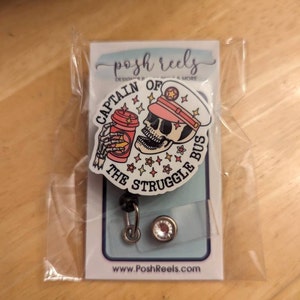 posh reels
CAPTAIN OF
THE STRUGGLE BUS
www.PoshReels.com